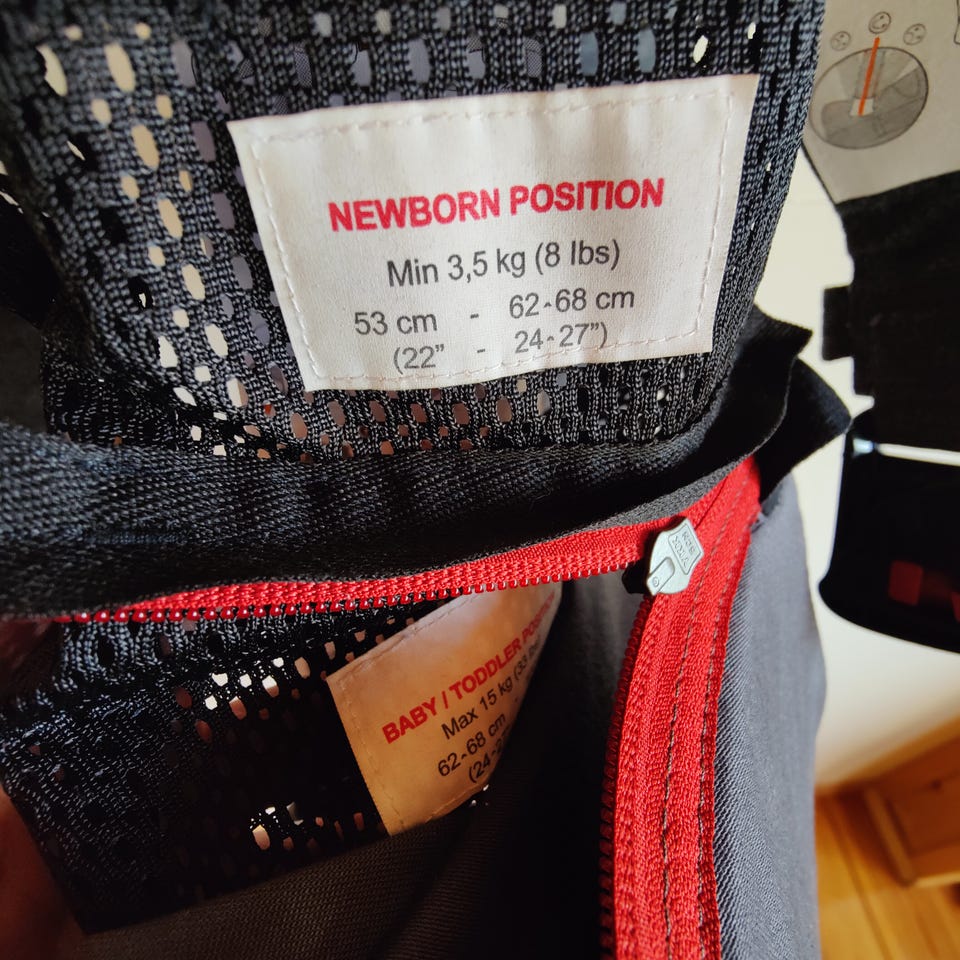 NEWBORN POSITION
Min 3,5 kg (8 lbs)
53 cm - 62-68 cm
(22” - 24-27”)
BABY / TODDLER
Max 15 kg (33
62-68 cm